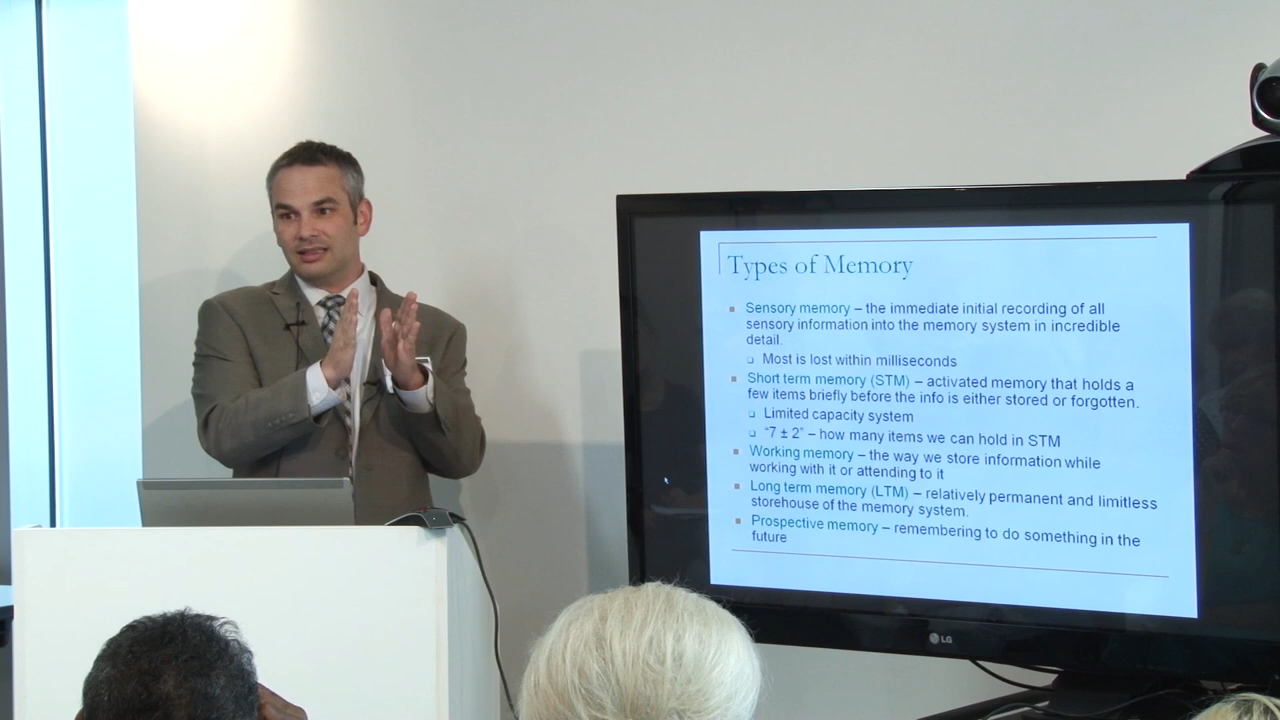 Types of Memory
Sensory memory – the immediate initial recording of all
sensory information into the memory system in incredible
detail.
Most is lost within milliseconds
Short term memory (STM) – activated memory that holds a
few items briefly before the info is either stored or forgotten.
Limited capacity system
"7 ± 2" – how many items we can hold in STM
Working memory – the way we store information while
working with it or attending to it
Long term memory (LTM) – relatively permanent and limitless
storehouse of the memory system.
Prospective memory – remembering to do something in the
future
LG